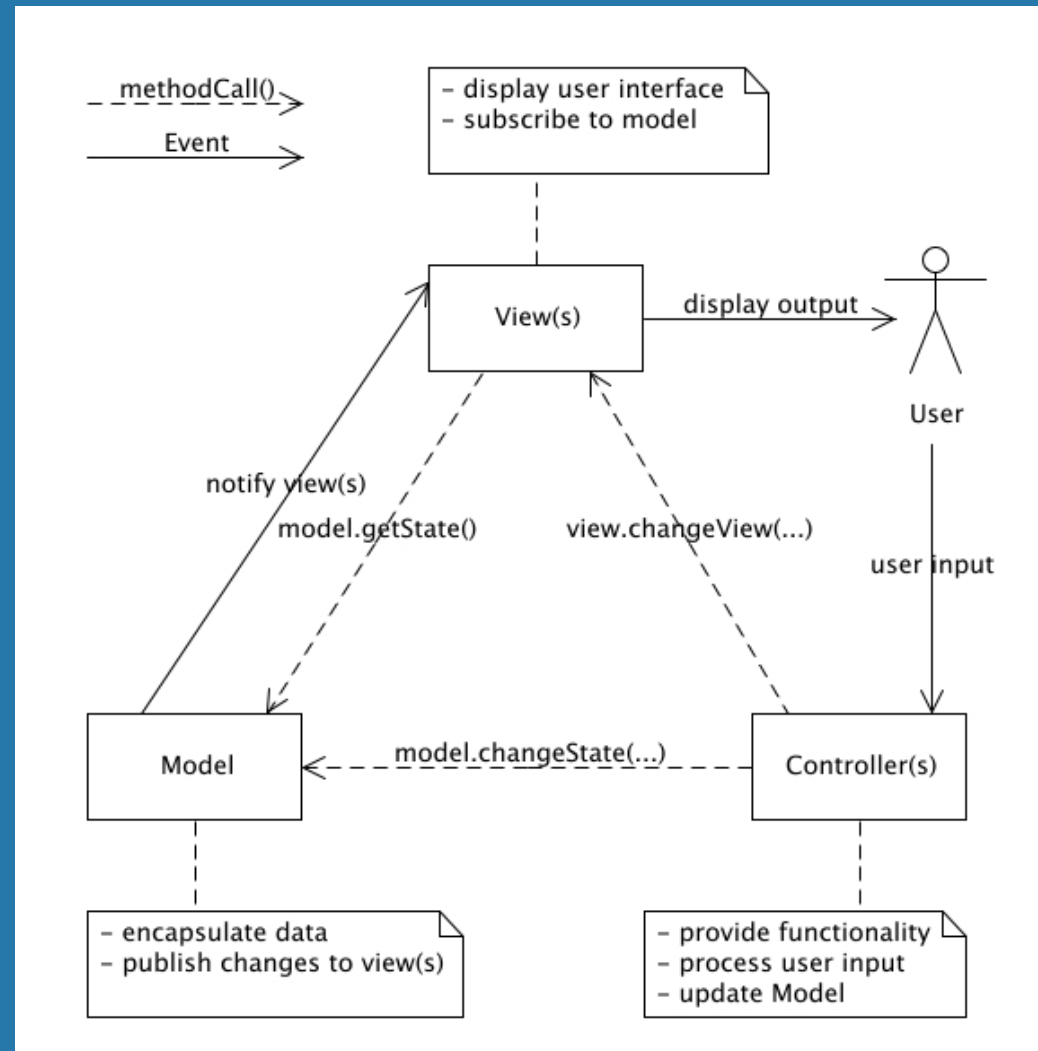 methodCall()
Event
– display user interface
– subscribe to model
View(s)
display output
User
notify view(s)
model.getState()
view.changeView(...)
user input
Model
model.changeState(...)
Controller(s)
– encapsulate data
– publish changes to view(s)
– provide functionality
– process user input
– update Model